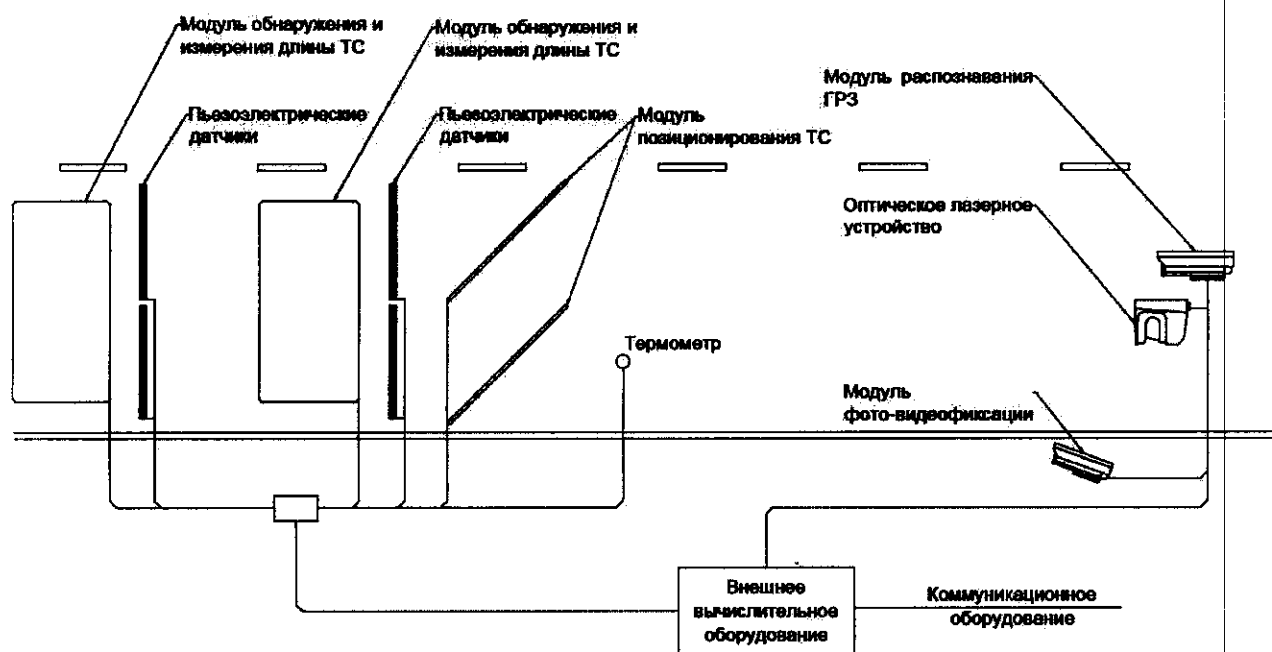 Модуль обнаружения и
измерения длины ТС
Модуль обнаружения и
измерения длины ТС
Модуль распознавания
ГРЗ
Пьезоэлектрические
датчики
Пьезоэлектрические
датчики
Модуль
позиционирования ТС
Оптическое лазерное
устройство
Термометр
Модуль
фото-видеофиксации
Внешнее
вычислительное
оборудование
Коммуникационное
оборудование